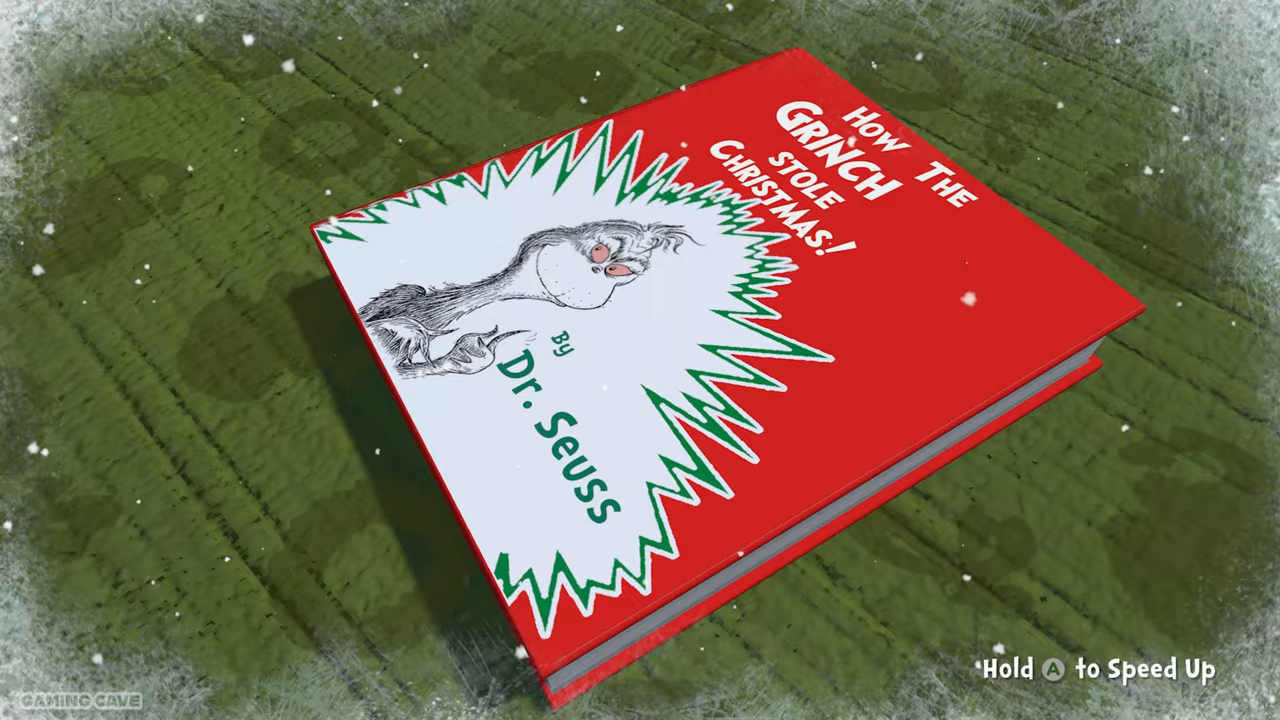 HOW THE
GRINCH
STOLE
CHRISTMAS!
By
Dr. Seuss
Hold A to Speed Up
GAMING CAVE